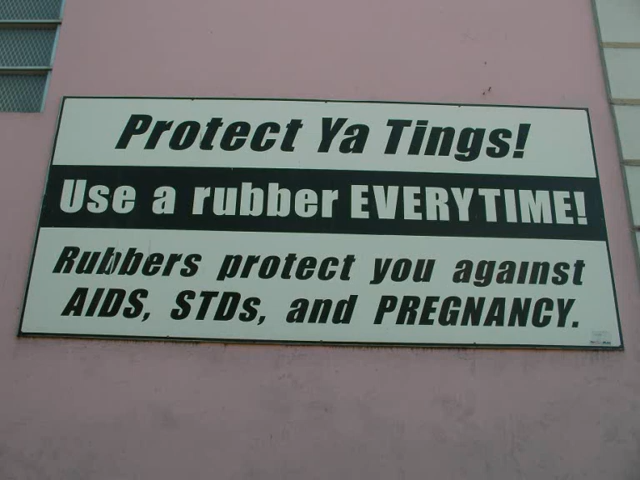 Protect Ya Tings!
Use a rubber EVERYTIME!
Rubbers protect you against
AIDS, STDs, and PREGNANCY.